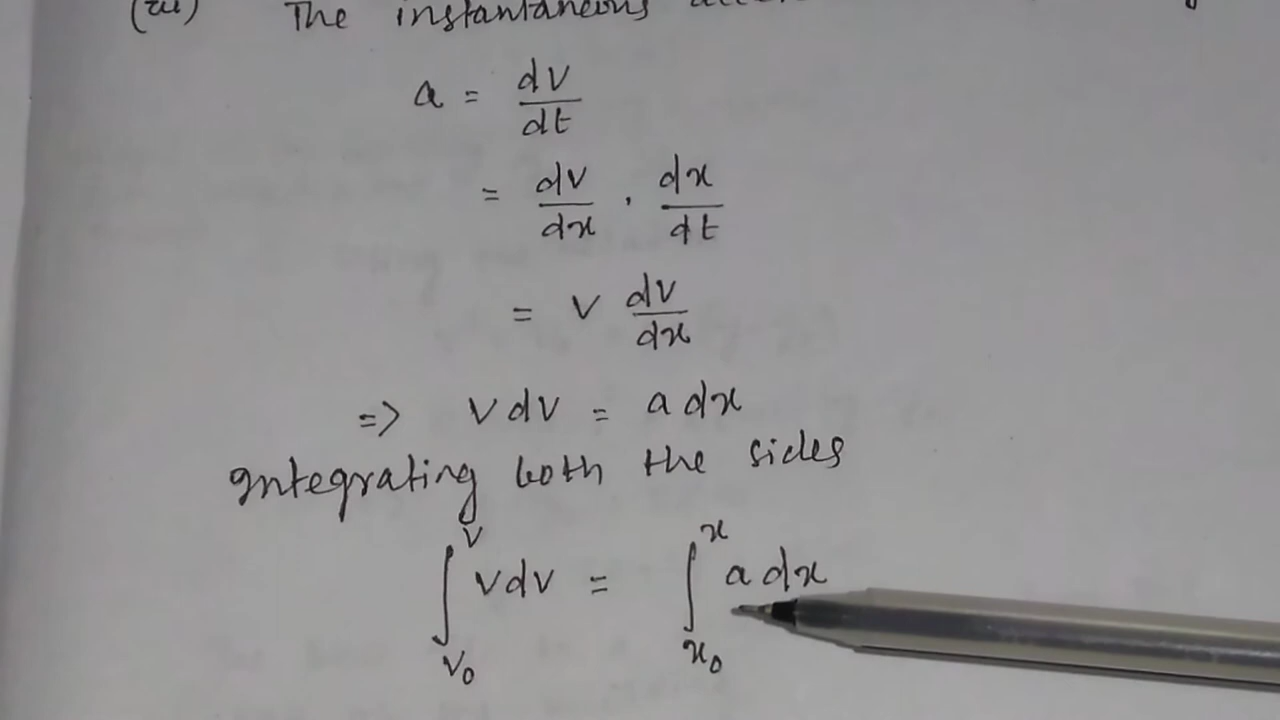 (iii) The instantaneous
a = dv/dt
= dv/dx . dx/dt
= v dv/dx
=> v dv = a dx
Integrating both the sides
∫_{v₀}^{v} v dv = ∫_{x₀}^{x} a dx